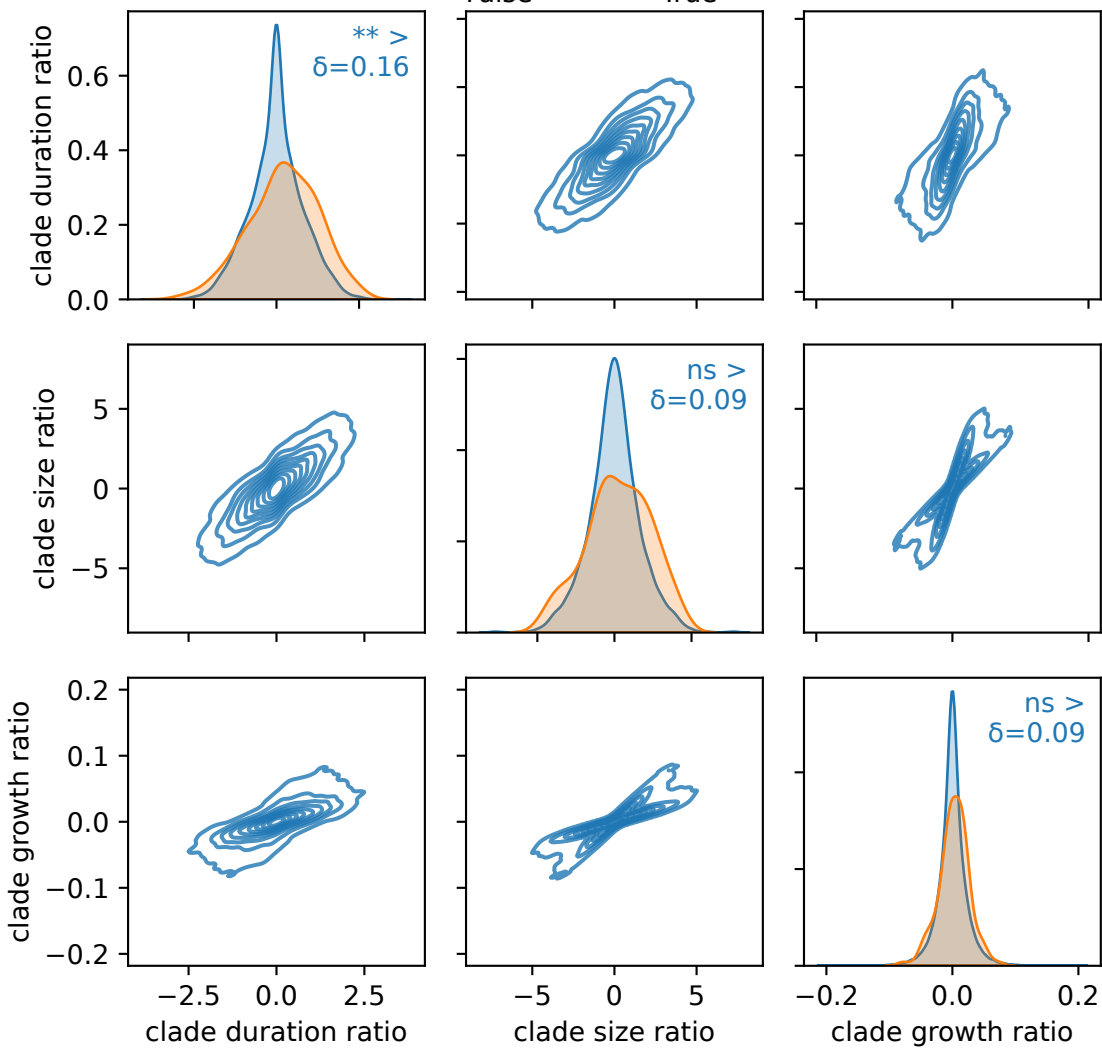 clade duration ratio
0.6
0.4
0.2
0.0
** >
δ=0.16
clade size ratio
5
0
−5
ns >
δ=0.09
clade growth ratio
0.2
0.1
0.0
−0.1
−0.2
ns >
δ=0.09
−2.5 0.0 2.5
clade duration ratio
−5 0 5
clade size ratio
−0.2 0.0 0.2
clade growth ratio